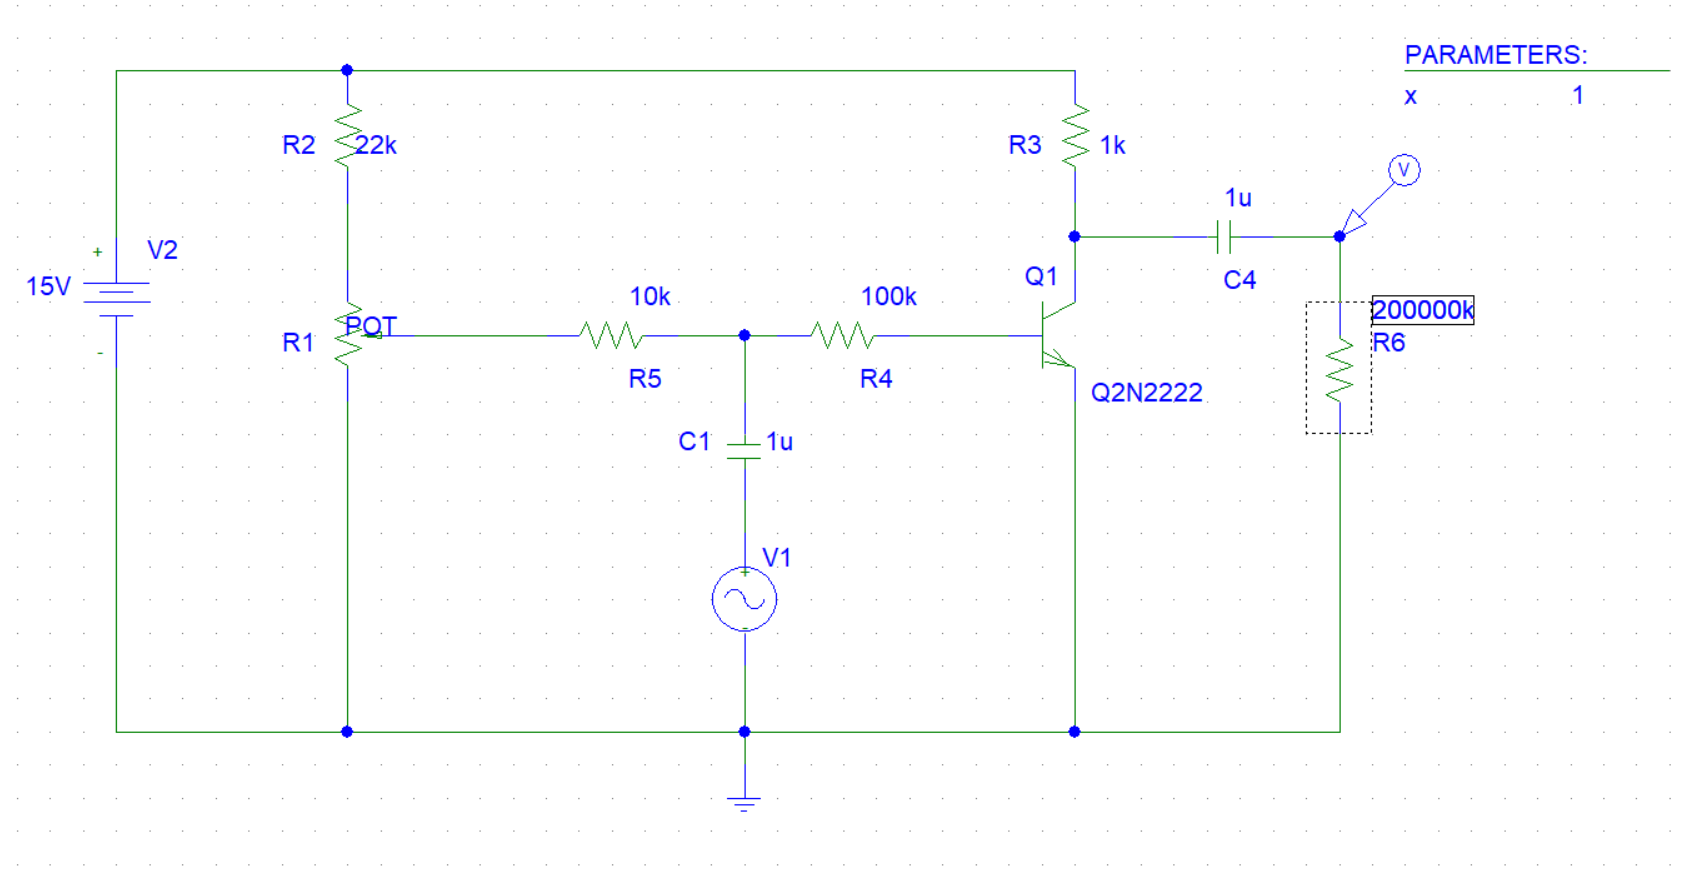 PARAMETERS:
x 1
R2 22k
R3 1k
V
1u
C4
+
V2
15V
-
R1 POT
10k
R5
100k
R4
Q1
Q2N2222
200000k
R6
C1 1u
V1
+
-